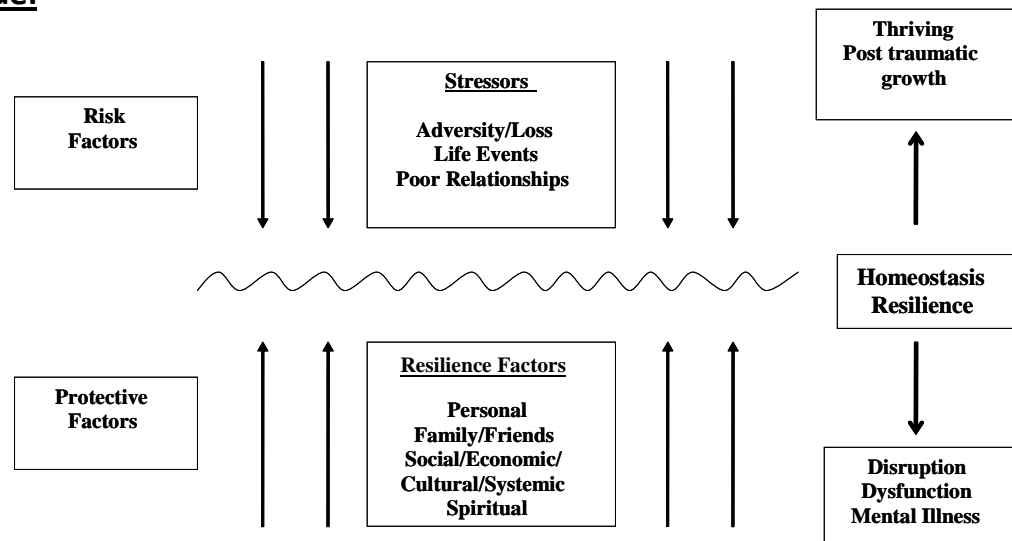 Risk
Factors
Stressors
Adversity/Loss
Life Events
Poor Relationships
Thriving
Post traumatic
growth
Homeostasis
Resilience
Protective
Factors
Resilience Factors
Personal
Family/Friends
Social/Economic/
Cultural/Systemic
Spiritual
Disruption
Dysfunction
Mental Illness